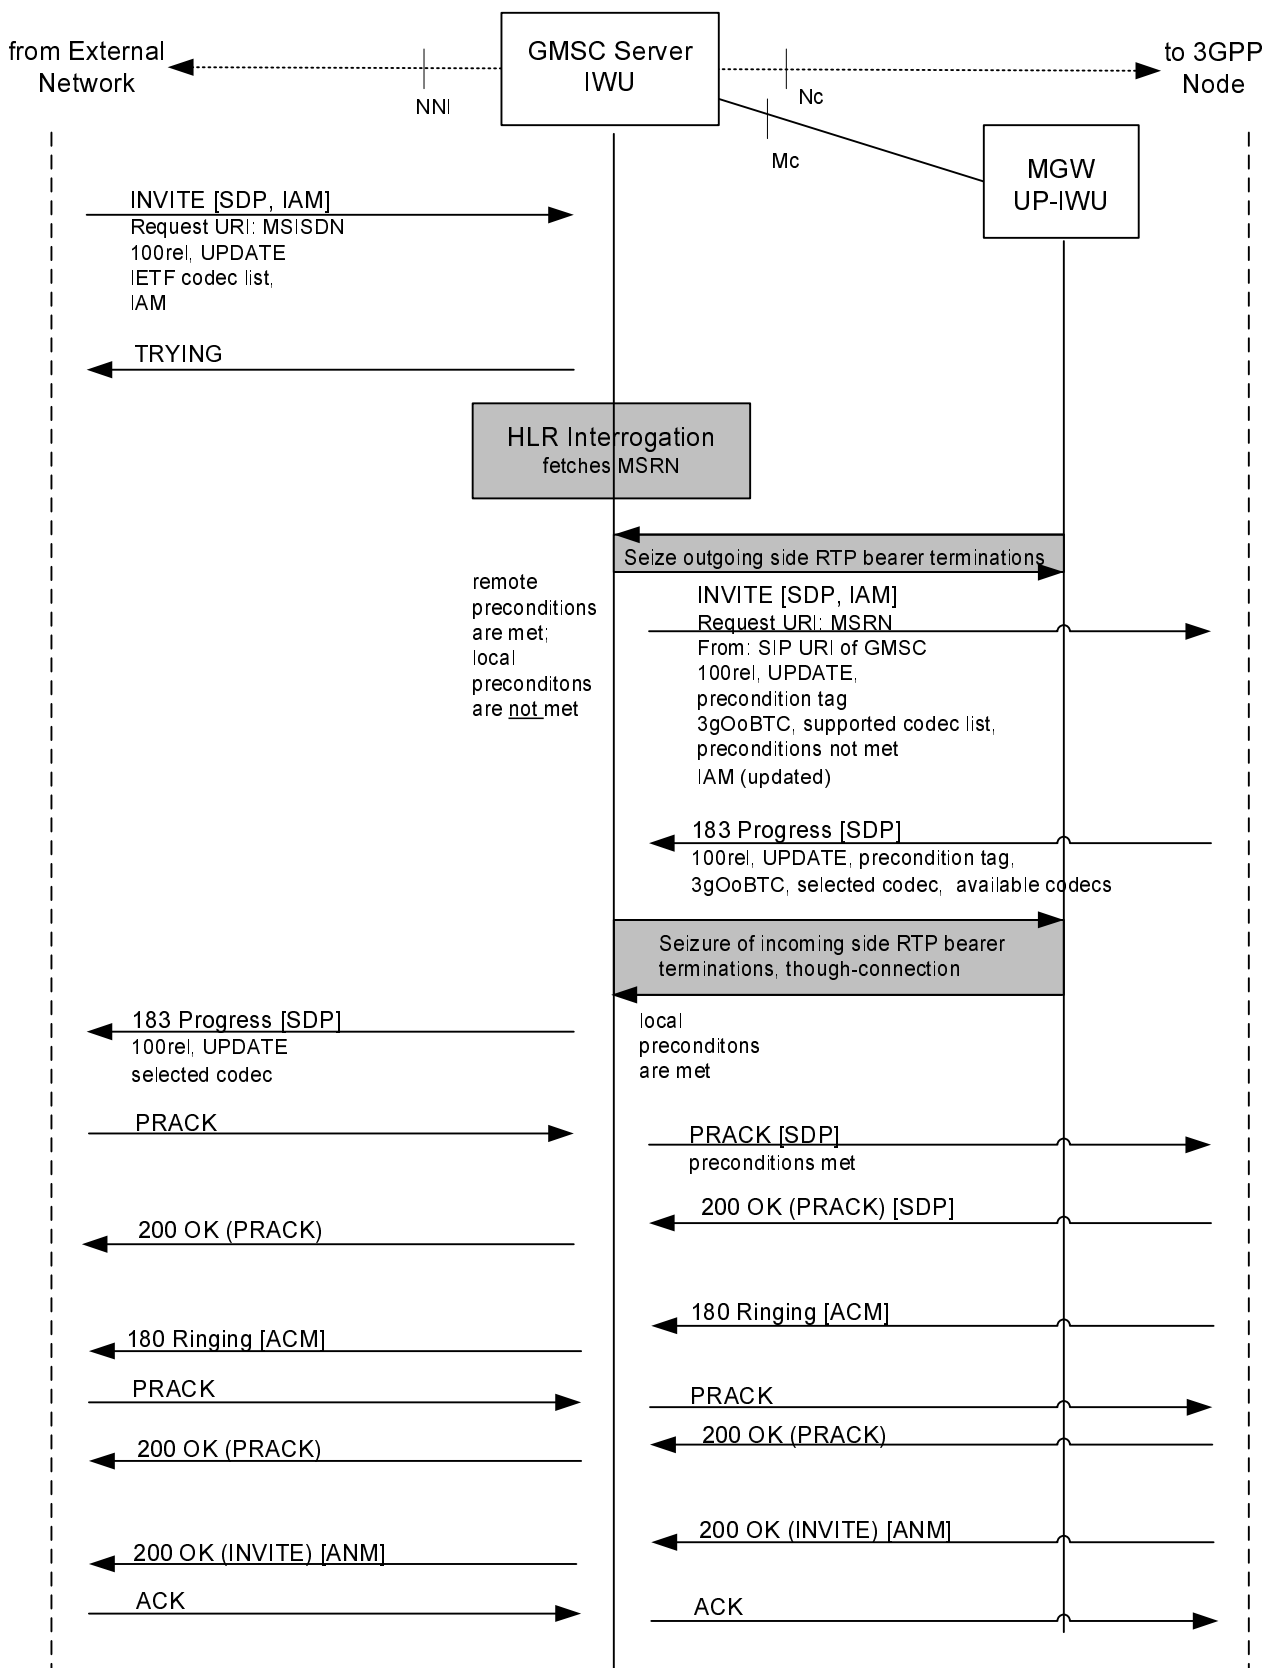 from External
Network
GMSC Server
IWU
to 3GPP
Node
NNI
Nc
Mc
MGW
UP-IWU
INVITE [SDP, IAM]
Request URI: MSISDN
100rel, UPDATE
IETF codec list,
IAM
TRYING
HLR Interrogation
fetches MSRN
Seize outgoing side RTP bearer terminations
remote
preconditions
are met;
local
preconditons
are not met
INVITE [SDP, IAM]
Request URI: MSRN
From: SIP URI of GMSC
100rel, UPDATE,
precondition tag
3gOoBTC, supported codec list,
preconditions not met
IAM (updated)
183 Progress [SDP]
100rel, UPDATE, precondition tag,
3gOoBTC, selected codec, available codecs
Seizure of incoming side RTP bearer
terminations, though-connection
183 Progress [SDP]
100rel, UPDATE
selected codec
local
preconditons
are met
PRACK
PRACK [SDP]
preconditions met
200 OK (PRACK) [SDP]
200 OK (PRACK)
180 Ringing [ACM]
180 Ringing [ACM]
PRACK
PRACK
200 OK (PRACK)
200 OK (PRACK)
200 OK (INVITE) [ANM]
200 OK (INVITE) [ANM]
ACK
ACK